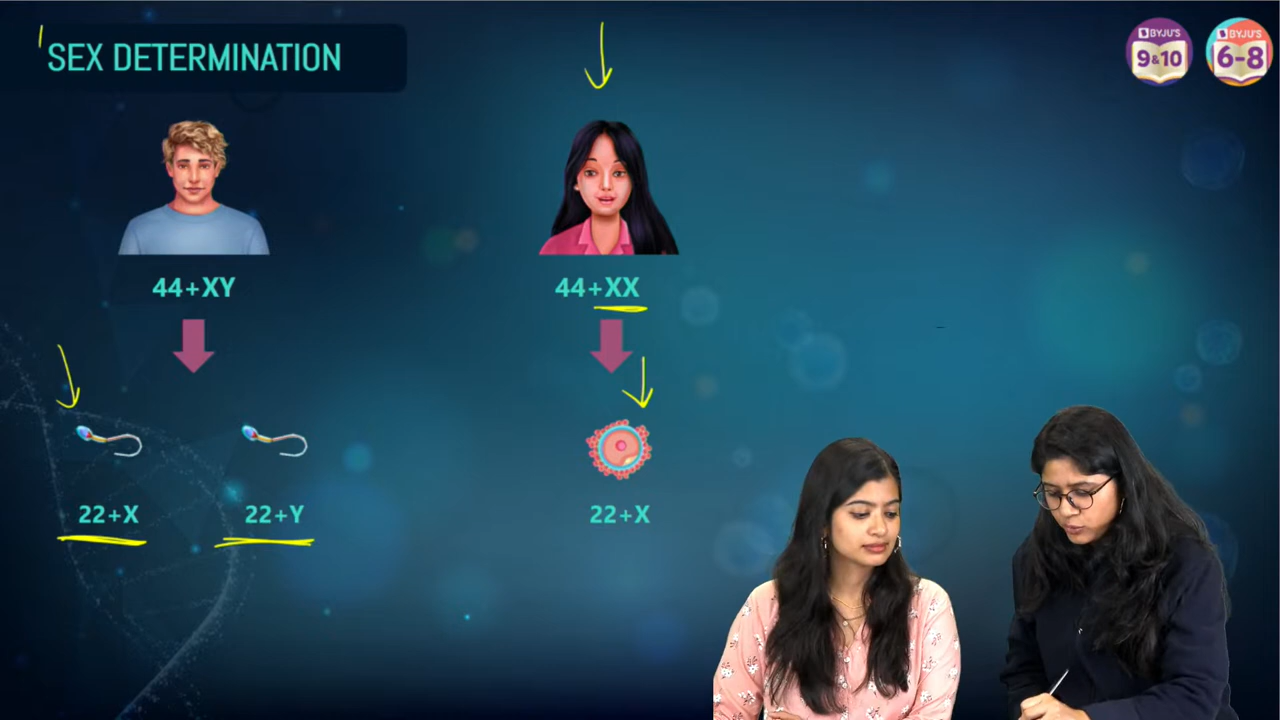 SEX DETERMINATION
BYJU'S
9&10
BYJU'S
6-8
44+XY
44+XX
22+X
22+Y
22+X